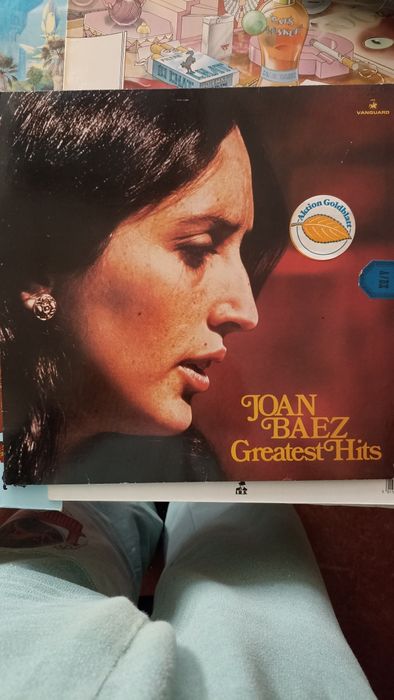 VANGUARD
Aktion Goldblatt
JOAN
BAEZ
Greatest Hits